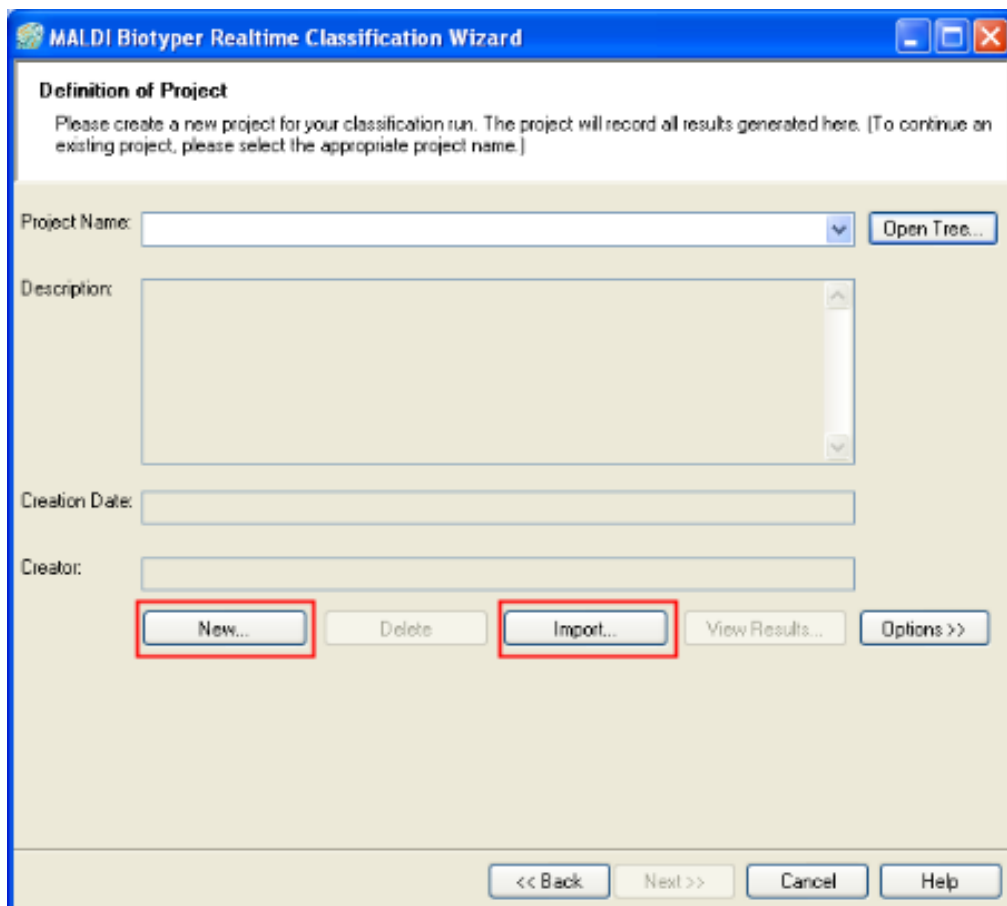 MALDI Biotyper Realtime Classification Wizard
Definition of Project
Please create a new project for your classification run. The project will record all results generated here. (To continue an
existing project, please select the appropriate project name.)
Project Name:
Open Tree...
Description:
Creation Date:
Creator:
New... Delete Import... View Results... Options >>
<< Back Next >> Cancel Help